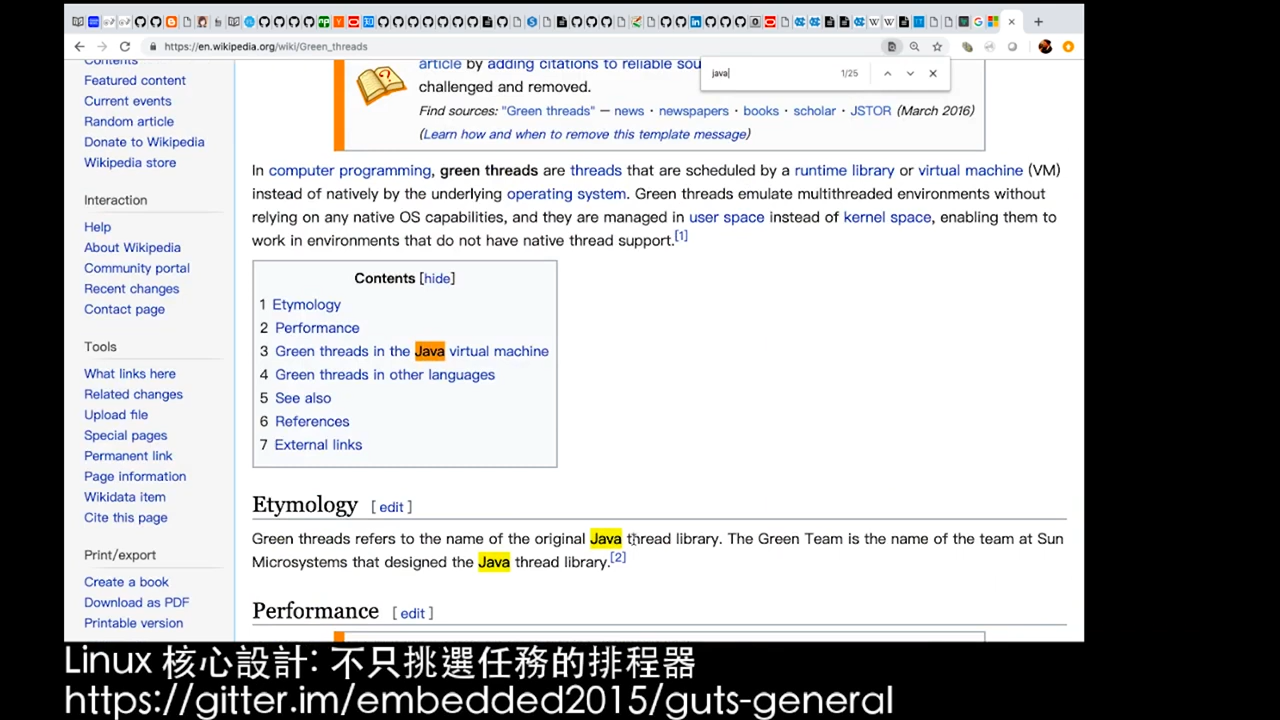 https://en.wikipedia.org/wiki/Green_threads
java
1/25
Contents
Featured content
Current events
Random article
Donate to Wikipedia
Wikipedia store
Interaction
Help
About Wikipedia
Community portal
Recent changes
Contact page
Tools
What links here
Related changes
Upload file
Special pages
Permanent link
Page information
Wikidata item
Cite this page
Print/export
Create a book
Download as PDF
Printable version
article by adding citations to reliable sou
challenged and removed.
Find sources: "Green threads" — news · newspapers · books · scholar · JSTOR (March 2016)
(Learn how and when to remove this template message)
In computer programming, green threads are threads that are scheduled by a runtime library or virtual machine (VM)
instead of natively by the underlying operating system. Green threads emulate multithreaded environments without
relying on any native OS capabilities, and they are managed in user space instead of kernel space, enabling them to
work in environments that do not have native thread support.[1]
Contents [hide]
1 Etymology
2 Performance
3 Green threads in the Java virtual machine
4 Green threads in other languages
5 See also
6 References
7 External links
Etymology [ edit ]
Green threads refers to the name of the original Java thread library. The Green Team is the name of the team at Sun
Microsystems that designed the Java thread library.[2]
Performance [ edit ]
Linux 核心設計: 不只挑選任務的排程器
https://gitter.im/embedded2015/guts-general